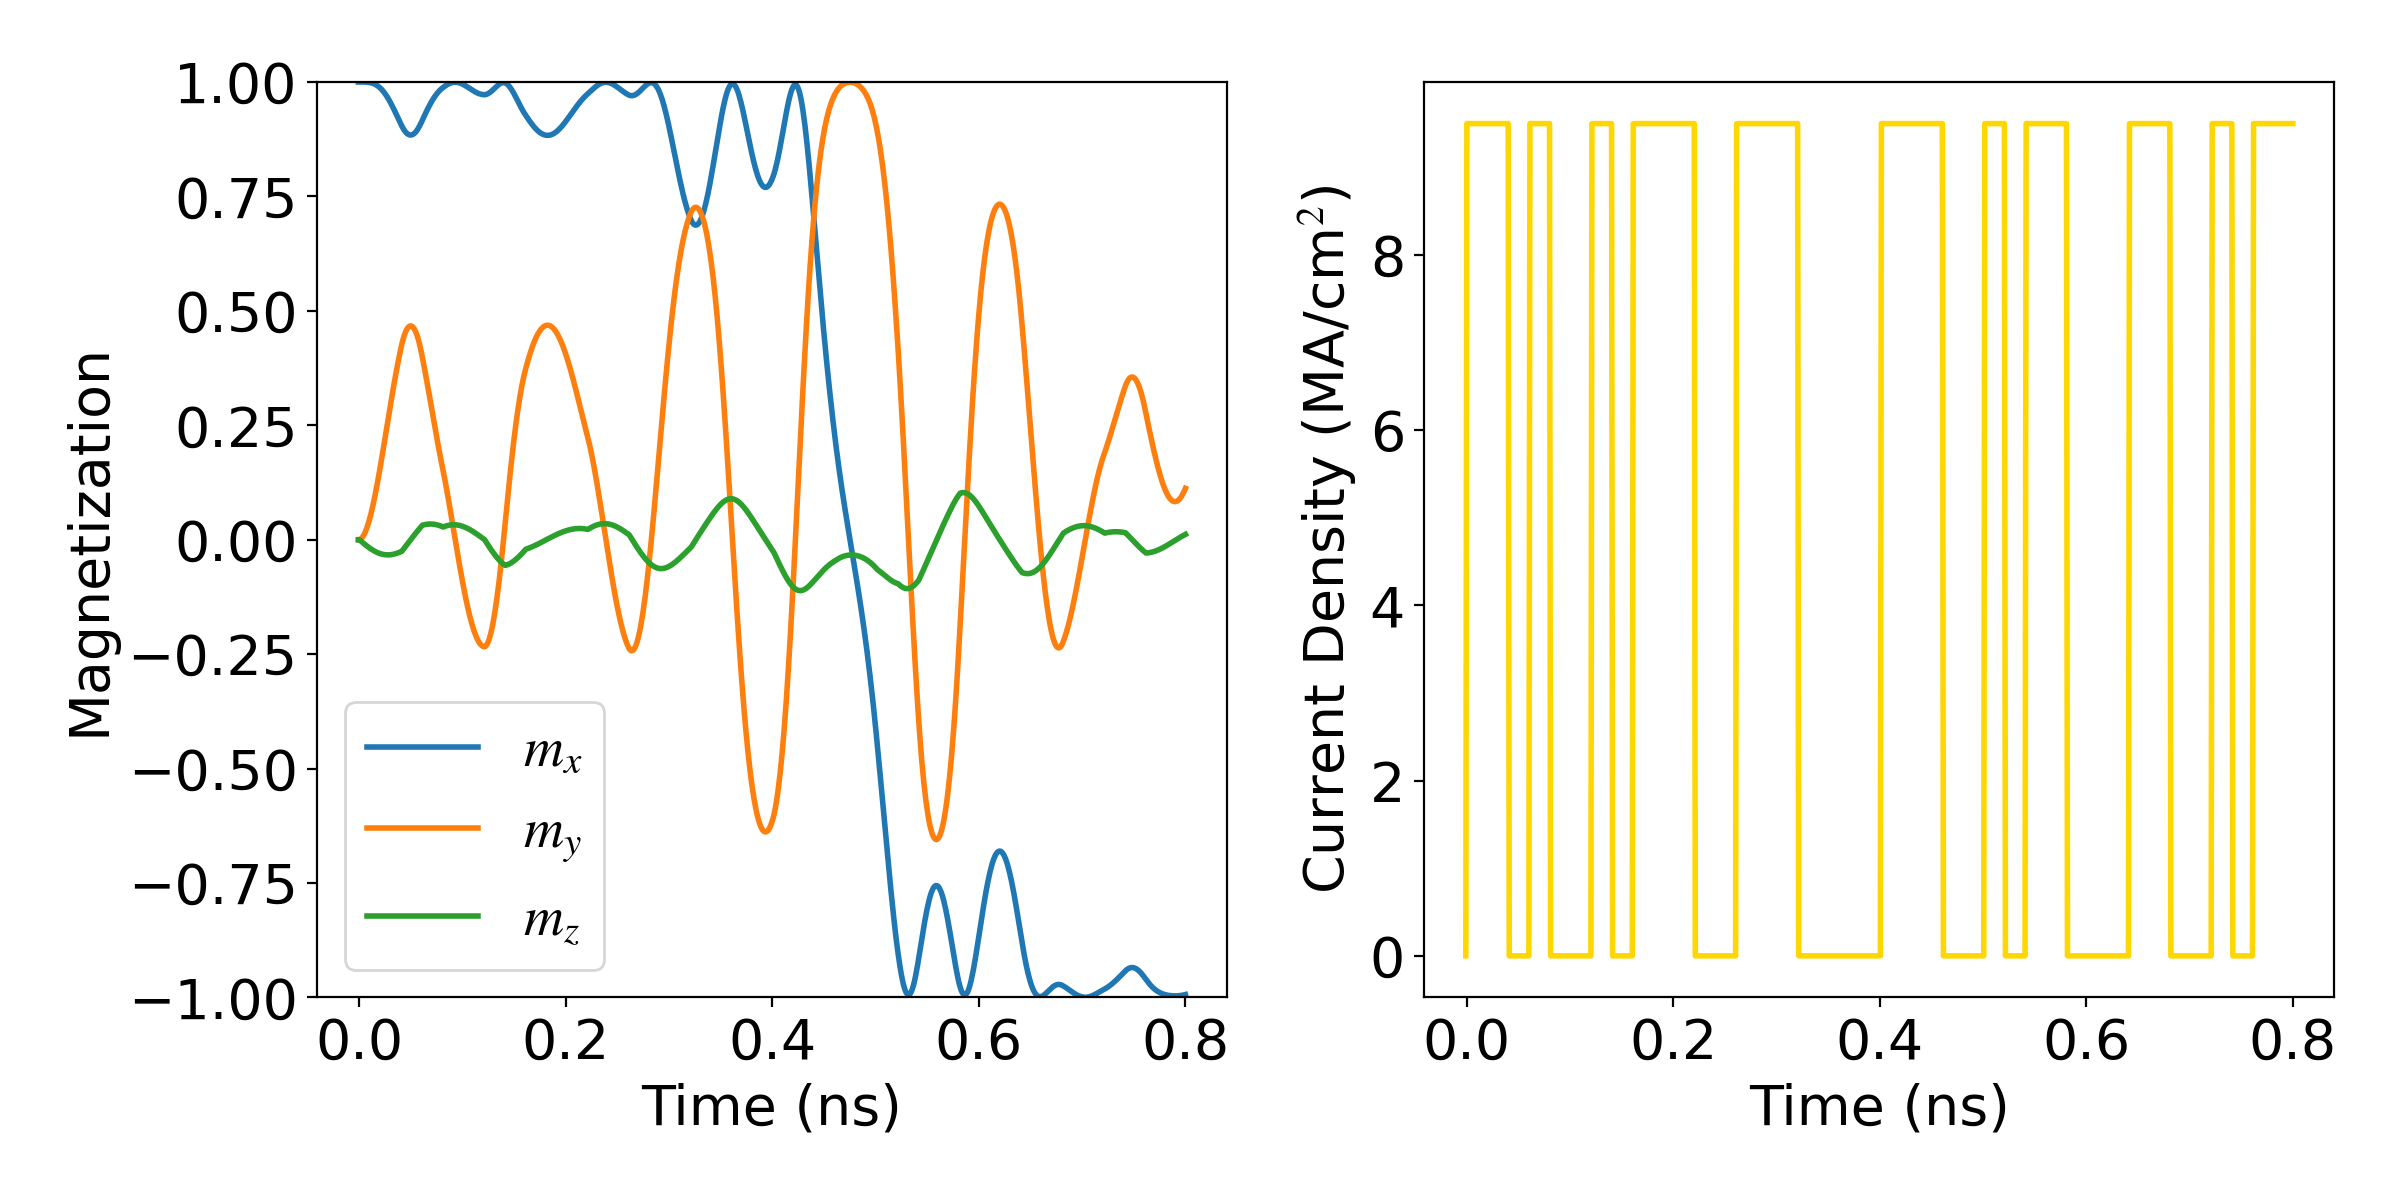 Magnetization
1.00
0.75
0.50
0.25
0.00
−0.25
−0.50
−0.75
−1.00
m_x
m_y
m_z
0.0 0.2 0.4 0.6 0.8
Time (ns)
Current Density (MA/cm²)
8
6
4
2
0
0.0 0.2 0.4 0.6 0.8
Time (ns)